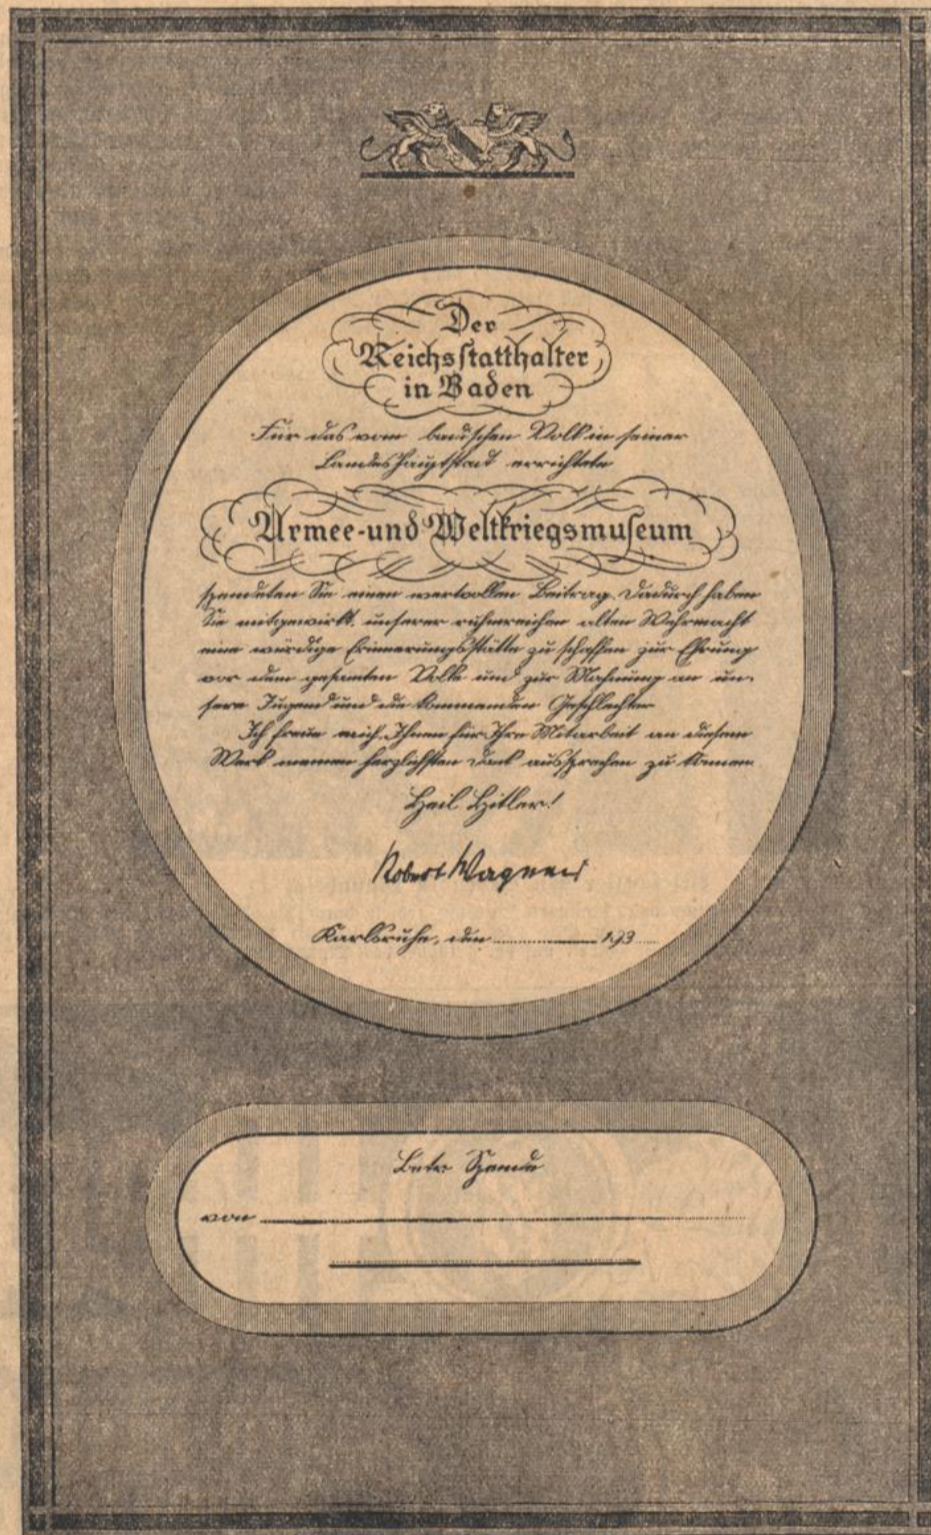 Der
Reichsstatthalter
in Baden
Für das vom badischen Volk in seiner
Landeshauptstadt errichtete
Armee-und Weltkriegsmuseum
spendeten Sie einen wertvollen Beitrag. Dadurch haben
Sie mitgewirkt, unserer ruhmreichen alten Wehrmacht
eine würdige Erinnerungsstätte zu schaffen zur Ehrung
vor dem gesamten Volke und zur Mahnung an un-
sere Jugend und die kommenden Geschlechter.
Ich freue mich, Ihnen für Ihre Mitarbeit an diesem
Werk meinen herzlichsten Dank aussprechen zu können.
Heil Hitler!
Robert Wagner
Karlsruhe, den 193
Betr. Spende
von